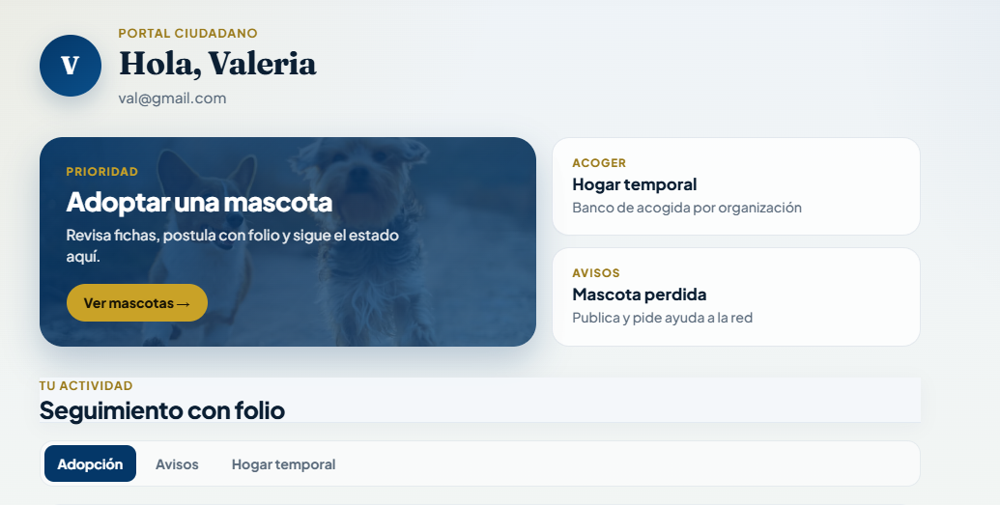 V
PORTAL CIUDADANO
Hola, Valeria
val@gmail.com
PRIORIDAD
Adoptar una mascota
Revisa fichas, postula con folio y sigue el estado
aquí.
Ver mascotas →
ACOGER
Hogar temporal
Banco de acogida por organización
AVISOS
Mascota perdida
Publica y pide ayuda a la red
TU ACTIVIDAD
Seguimiento con folio
Adopción
Avisos
Hogar temporal